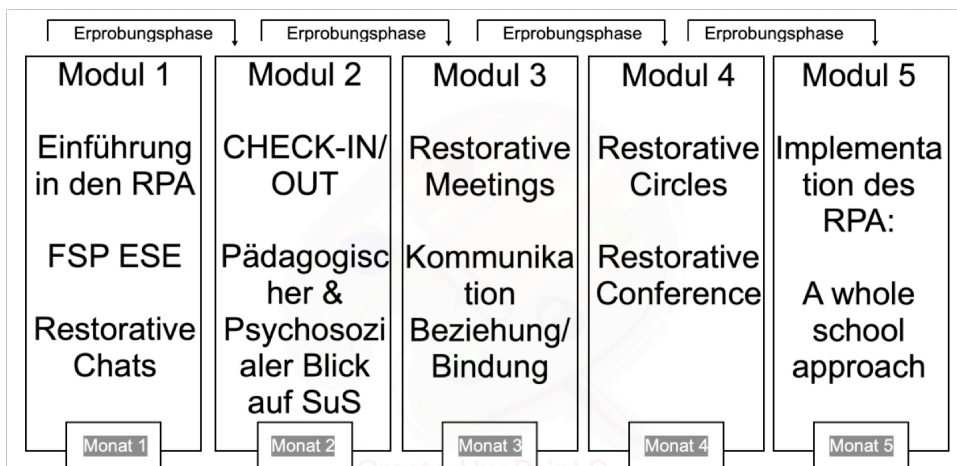 Erprobungsphase
Erprobungsphase
Erprobungsphase
Erprobungsphase
Modul 1
Einführung
in den RPA
FSP ESE
Restorative
Chats
Monat 1
Modul 2
CHECK-IN/
OUT
Pädagogisc
her &
Psychosozi
aler Blick
auf SuS
Monat 2
Modul 3
Restorative
Meetings
Kommunika
tion
Beziehung/
Bindung
Monat 3
Modul 4
Restorative
Circles
Restorative
Conference
Monat 4
Modul 5
Implementa
tion des
RPA:
A whole
school
approach
Monat 5